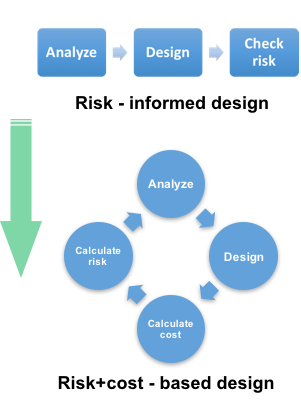 Analyze
Design
Check
risk
Risk - informed design
Analyze
Design
Calculate
cost
Calculate
risk
Risk+cost - based design